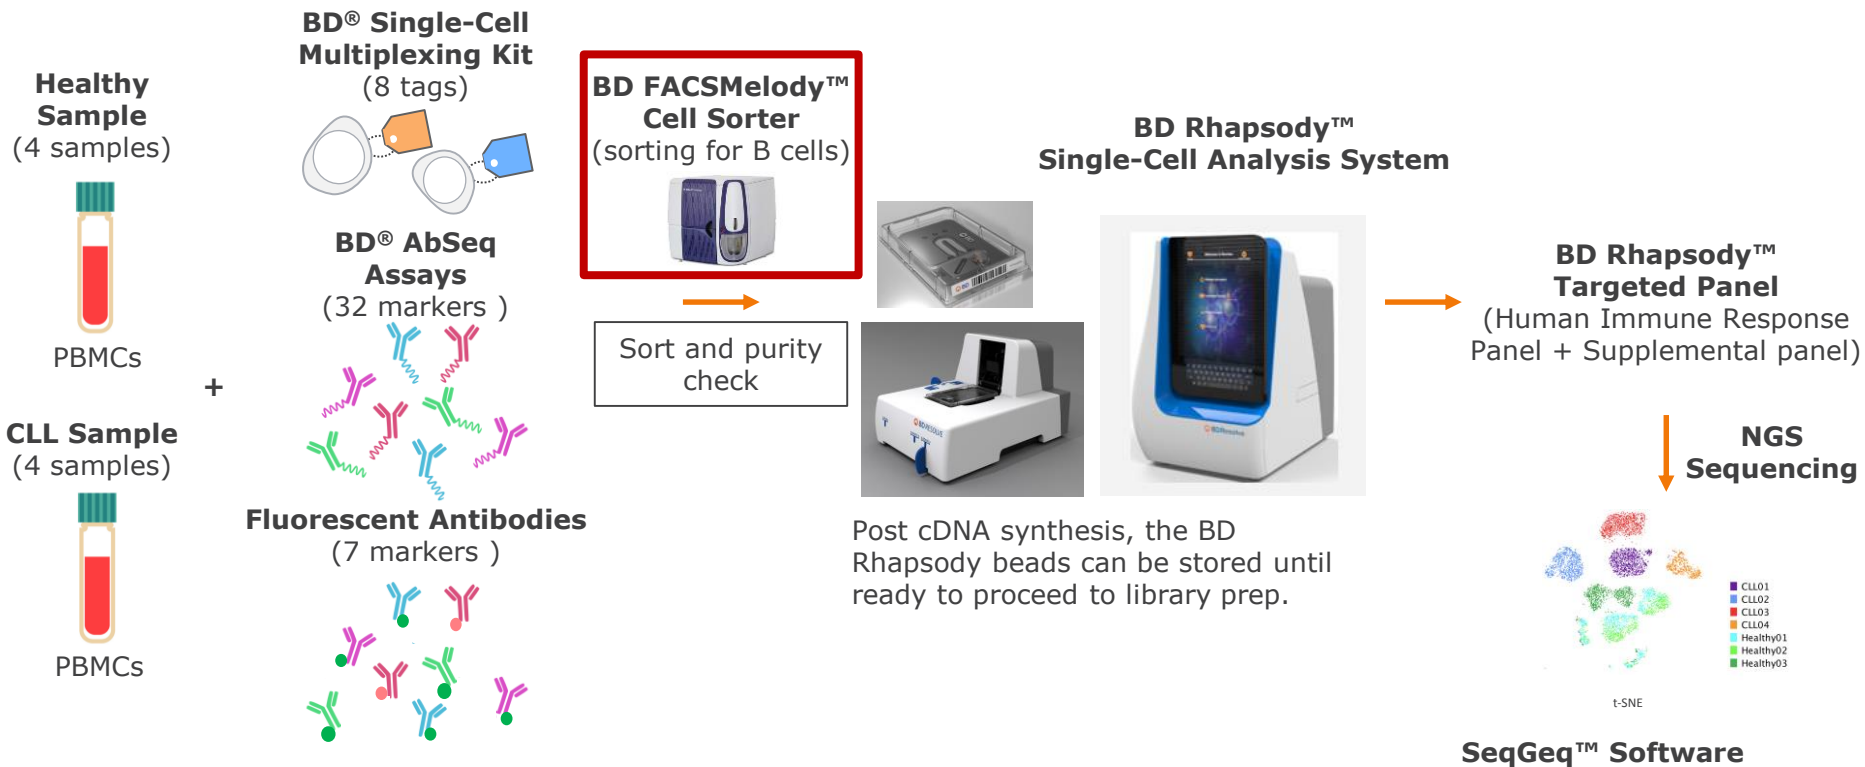 Healthy
Sample
(4 samples)
PBMCs
CLL Sample
(4 samples)
PBMCs
+
BD® Single-Cell
Multiplexing Kit
(8 tags)
BD® AbSeq
Assays
(32 markers )
Fluorescent Antibodies
(7 markers )
BD FACSMelody™
Cell Sorter
(sorting for B cells)
Sort and purity
check
BD Rhapsody™
Single-Cell Analysis System
BD
Post cDNA synthesis, the BD
Rhapsody beads can be stored until
ready to proceed to library prep.
BD Rhapsody™
Targeted Panel
(Human Immune Response
Panel + Supplemental panel)
NGS
Sequencing
CLL01
CLL02
CLL03
CLL04
Healthy01
Healthy02
Healthy03
t-SNE
SeqGeq™ Software